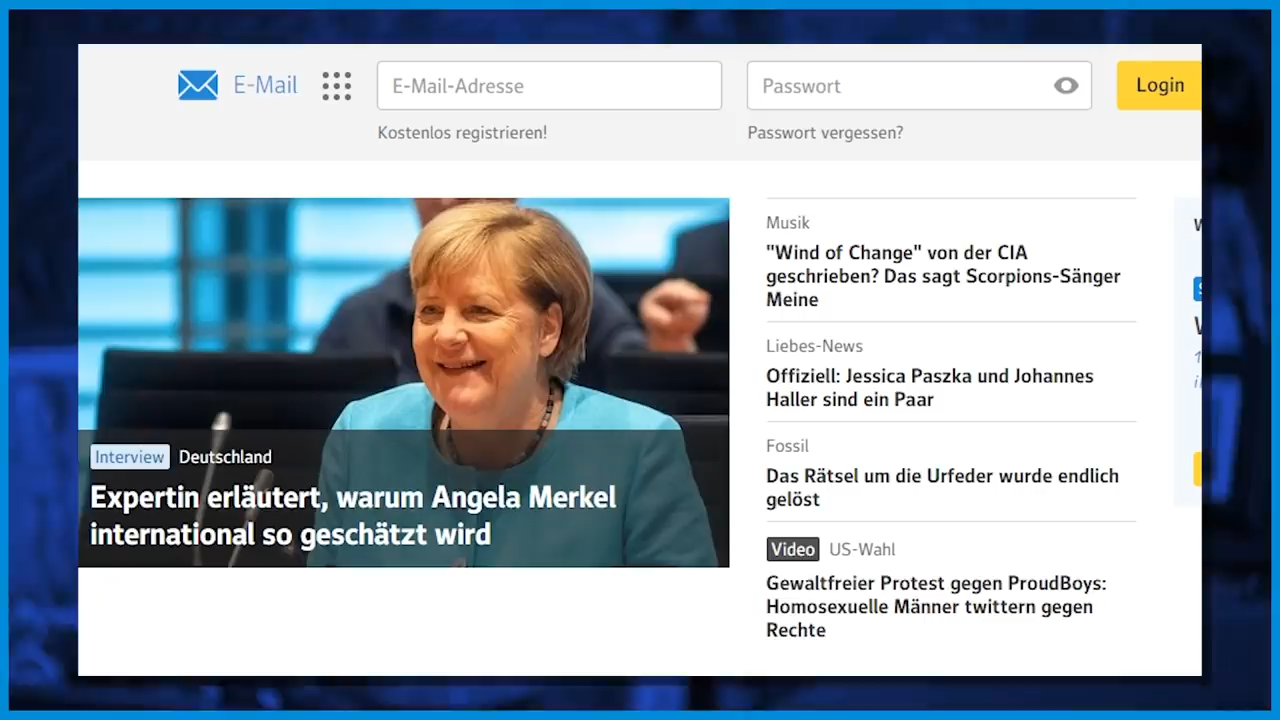 E-Mail
E-Mail-Adresse
Passwort
Login
Kostenlos registrieren!
Passwort vergessen?
Interview Deutschland
Expertin erläutert, warum Angela Merkel
international so geschätzt wird
Musik
"Wind of Change" von der CIA
geschrieben? Das sagt Scorpions-Sänger
Meine
Liebes-News
Offiziell: Jessica Paszka und Johannes
Haller sind ein Paar
Fossil
Das Rätsel um die Urfeder wurde endlich
gelöst
Video US-Wahl
Gewaltfreier Protest gegen ProudBoys:
Homosexuelle Männer twittern gegen
Rechte